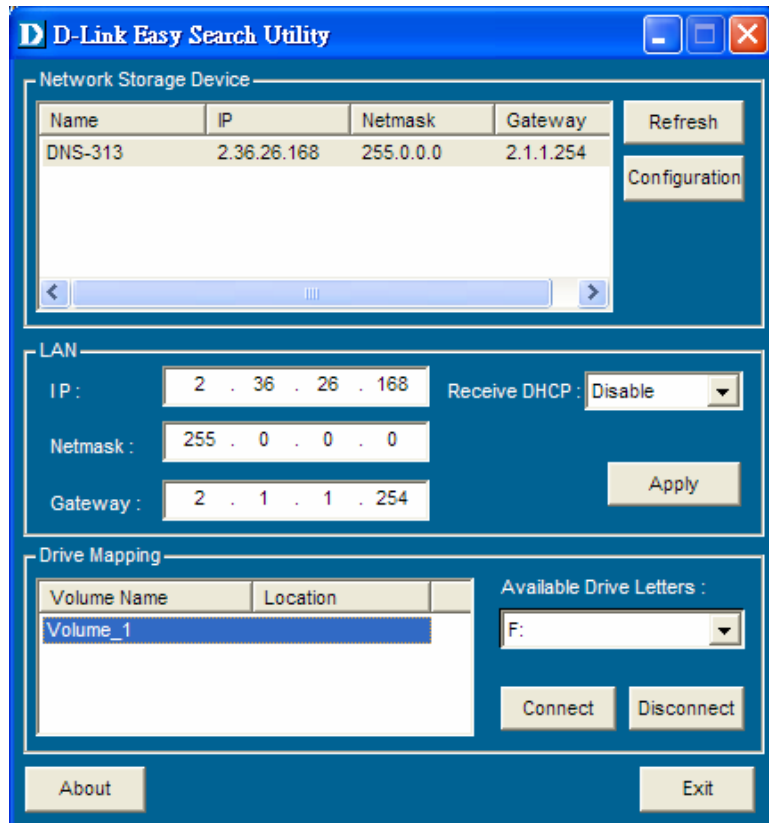 D-Link Easy Search Utility
Network Storage Device
Name IP Netmask Gateway
DNS-313 2.36.26.168 255.0.0.0 2.1.1.254
Refresh
Configuration
LAN
IP : 2 . 36 . 26 . 168
Receive DHCP : Disable
Netmask : 255 . 0 . 0 . 0
Gateway : 2 . 1 . 1 . 254
Apply
Drive Mapping
Volume Name Location
Volume_1
Available Drive Letters :
F:
Connect Disconnect
About Exit